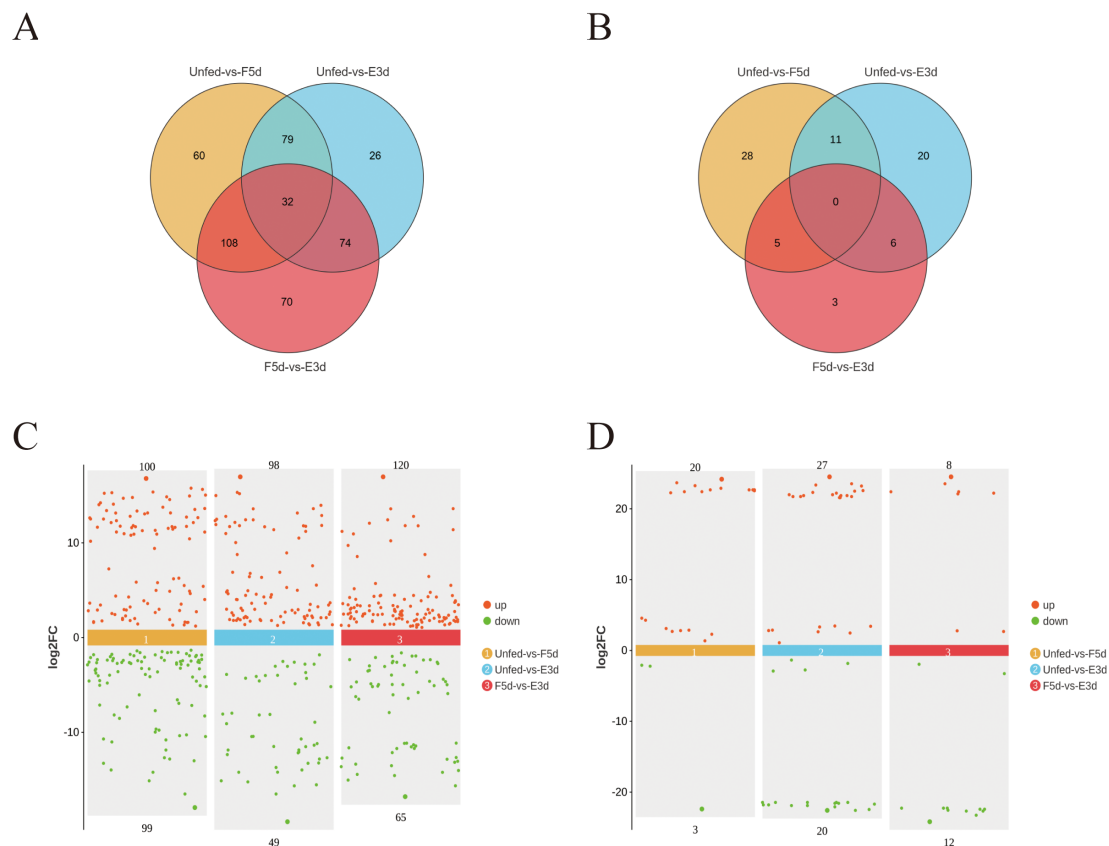 A
Unfed-vs-F5d Unfed-vs-E3d
79
60 26
32
108 74
70
F5d-vs-E3d
B
Unfed-vs-F5d Unfed-vs-E3d
11
28 20
0
5 6
3
F5d-vs-E3d
C
100 98 120
10
0
-10
log2FC
1 2 3
99 49 65
up
down
1 Unfed-vs-F5d
2 Unfed-vs-E3d
3 F5d-vs-E3d
D
20 27 8
20
10
0
-10
-20
log2FC
1 2 3
3 20 12
up
down
1 Unfed-vs-F5d
2 Unfed-vs-E3d
3 F5d-vs-E3d